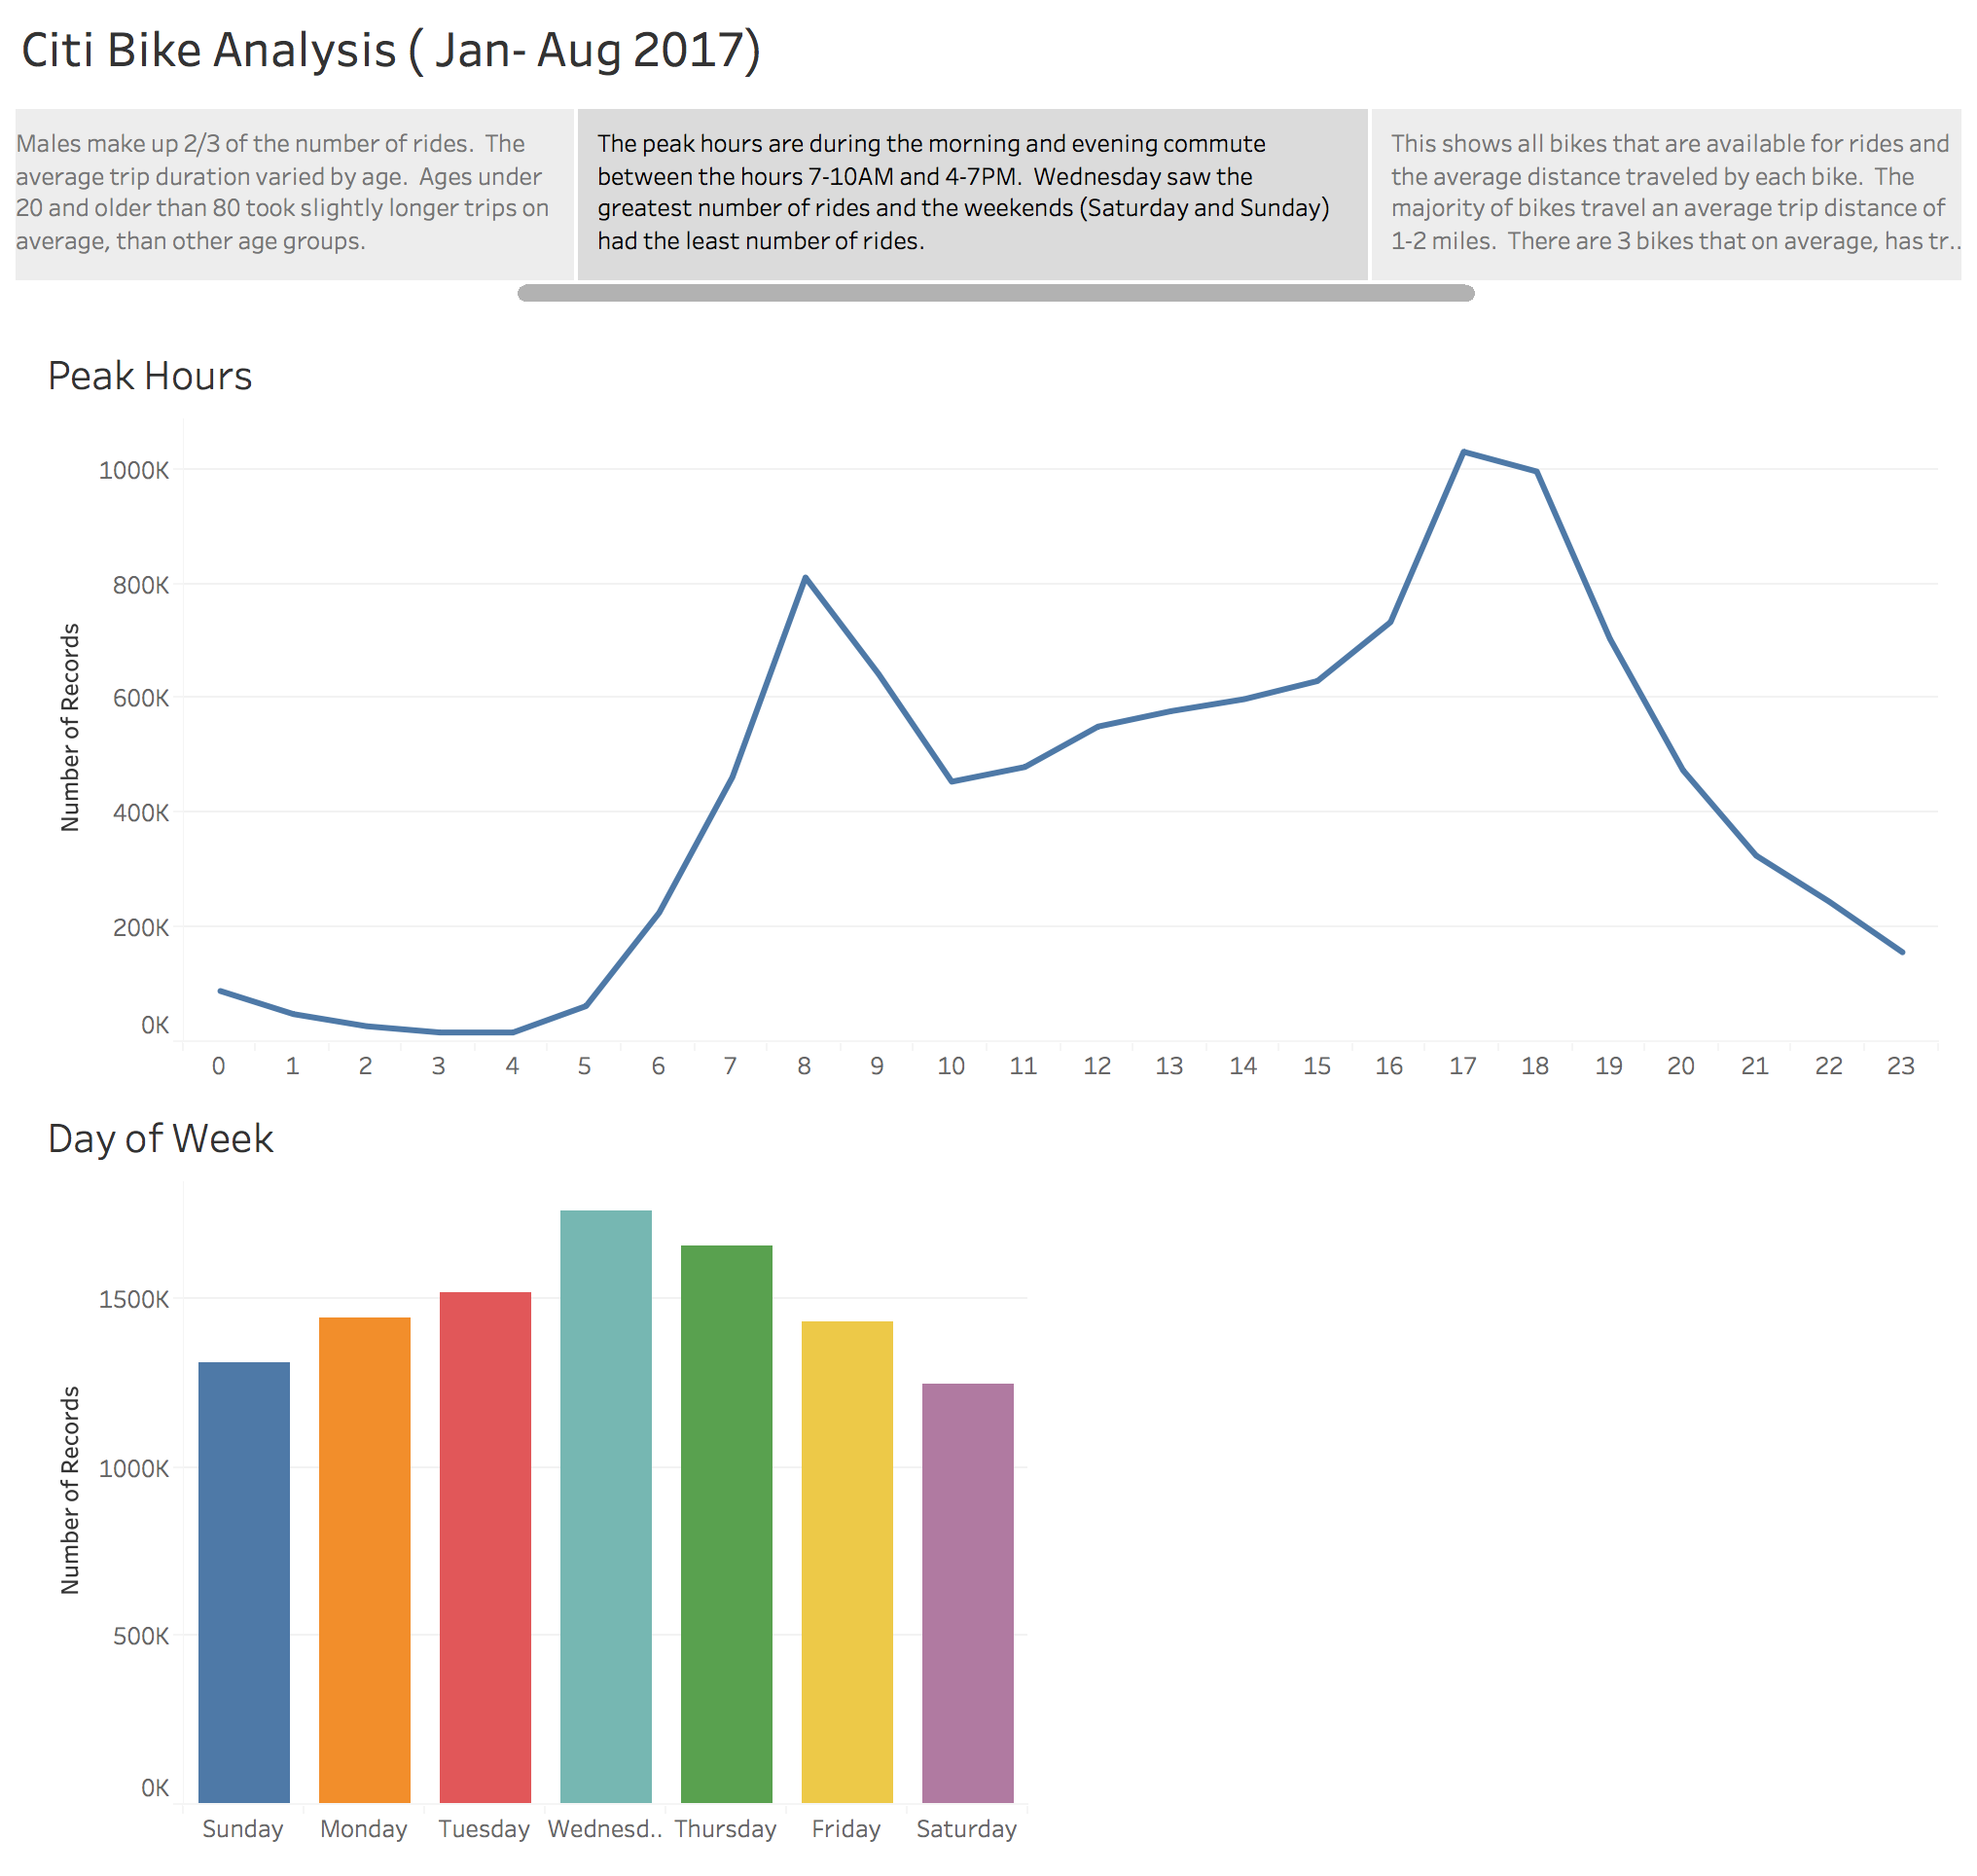 Citi Bike Analysis ( Jan- Aug 2017)
Males make up 2/3 of the number of rides.  The
average trip duration varied by age.  Ages under
20 and older than 80 took slightly longer trips on
average, than other age groups.
The peak hours are during the morning and evening commute
between the hours 7-10AM and 4-7PM.  Wednesday saw the
greatest number of rides and the weekends (Saturday and Sunday)
had the least number of rides.
This shows all bikes that are available for rides and
the average distance traveled by each bike.  The
majority of bikes travel an average trip distance of
1-2 miles.  There are 3 bikes that on average, has tr..
Peak Hours
Number of Records
1000K
800K
600K
400K
200K
0K
0 1 2 3 4 5 6 7 8 9 10 11 12 13 14 15 16 17 18 19 20 21 22 23
Day of Week
Number of Records
1500K
1000K
500K
0K
Sunday Monday Tuesday Wednesd.. Thursday Friday Saturday